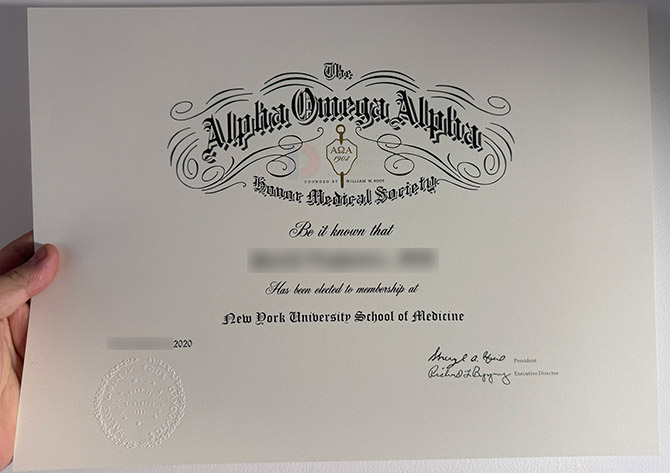 The
Alpha Omega Alpha
ΑΩΑ
1902
FOUNDED BY WILLIAM W. ROOT
Honor Medical Society
Be it known that
Has been elected to membership at
New York University School of Medicine
2020
President
Executive Director